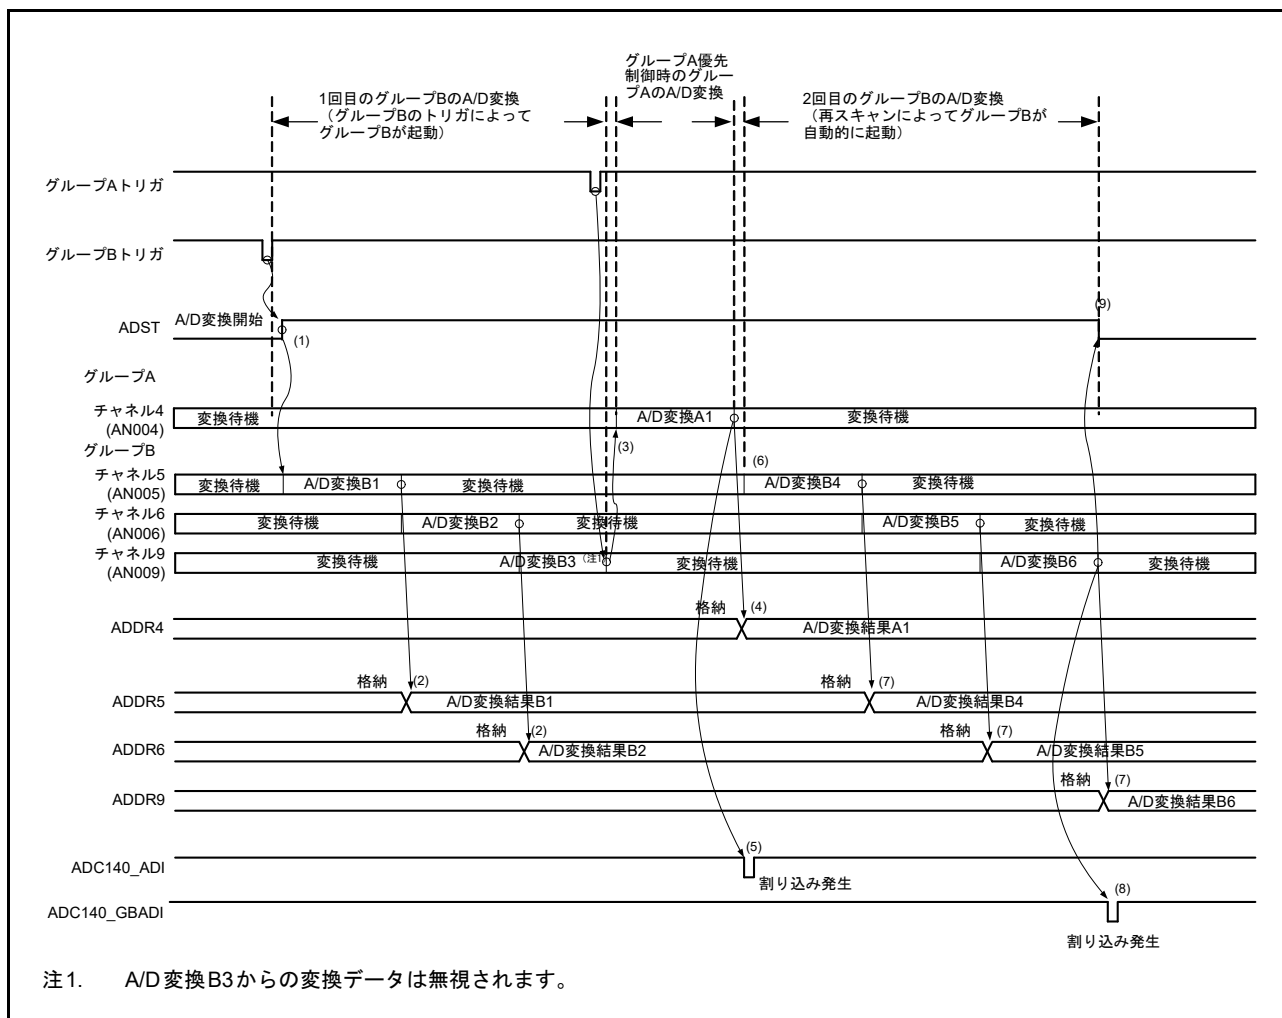 グループA優先
制御時のグルー
プAのA/D変換
1回目のグループBのA/D変換
（グループBのトリガによって
グループBが起動）
2回目のグループBのA/D変換
（再スキャンによってグループBが
自動的に起動）
グループAトリガ
グループBトリガ
ADST
A/D変換開始
(1)
(9)
グループA
チャネル4
(AN004)
変換待機
A/D変換A1
変換待機
グループB
(3)
(6)
チャネル5
(AN005)
変換待機
A/D変換B1
変換待機
A/D変換B4
変換待機
チャネル6
(AN006)
変換待機
A/D変換B2
変換待機
A/D変換B5
変換待機
チャネル9
(AN009)
変換待機
A/D変換B3 (注1
変換待機
A/D変換B6
変換待機
ADDR4
格納
(4)
A/D変換結果A1
ADDR5
格納
(2)
A/D変換結果B1
格納
(7)
A/D変換結果B4
ADDR6
格納
(2)
A/D変換結果B2
格納
(7)
A/D変換結果B5
ADDR9
格納
(7)
A/D変換結果B6
ADC140_ADI
(5)
割り込み発生
ADC140_GBADI
(8)
割り込み発生
注1. A/D変換B3からの変換データは無視されます。